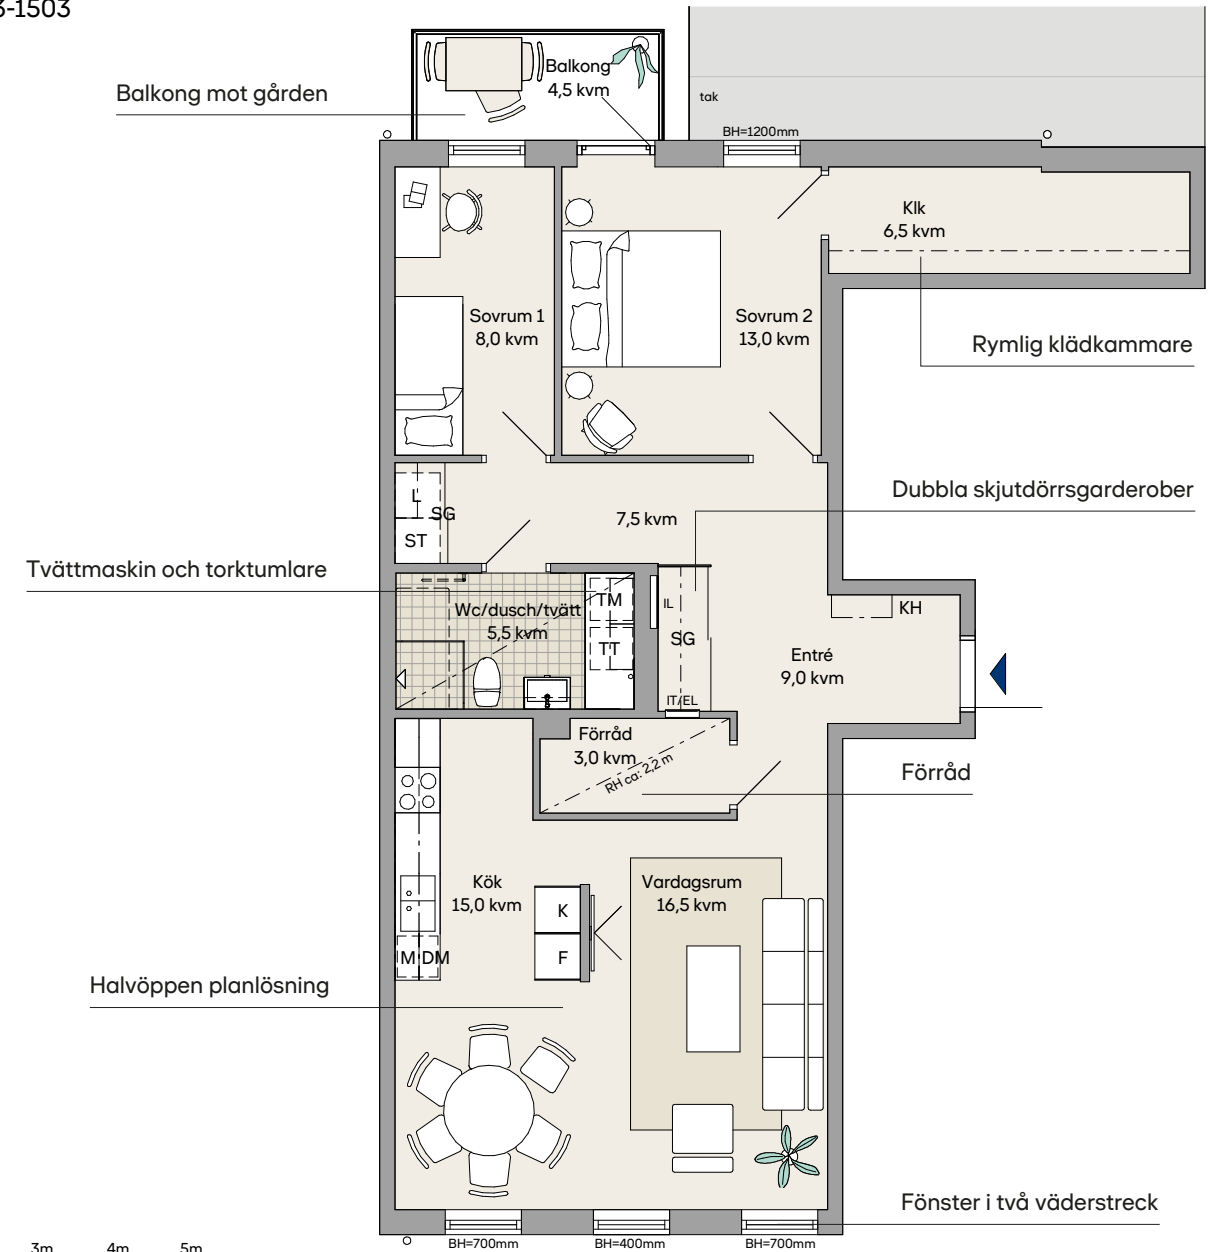 3-1503
Balkong
4,5 kvm
Balkong mot gården
tak
BH=1200mm
Klk
6,5 kvm
Sovrum 1
8,0 kvm
Sovrum 2
13,0 kvm
Rymlig klädkammare
Dubbla skjutdörrsgarderober
L
SG
ST
7,5 kvm
Tvättmaskin och torktumlare
Wc/dusch/tvätt
5,5 kvm
TM
TT
IL
SG
IT/EL
KH
Entré
9,0 kvm
Förråd
3,0 kvm
RH ca: 2,2 m
Förråd
Kök
15,0 kvm
Vardagsrum
16,5 kvm
K
F
M DM
Halvöppen planlösning
Fönster i två väderstreck
BH=700mm
BH=400mm
BH=700mm
3m
4m
5m